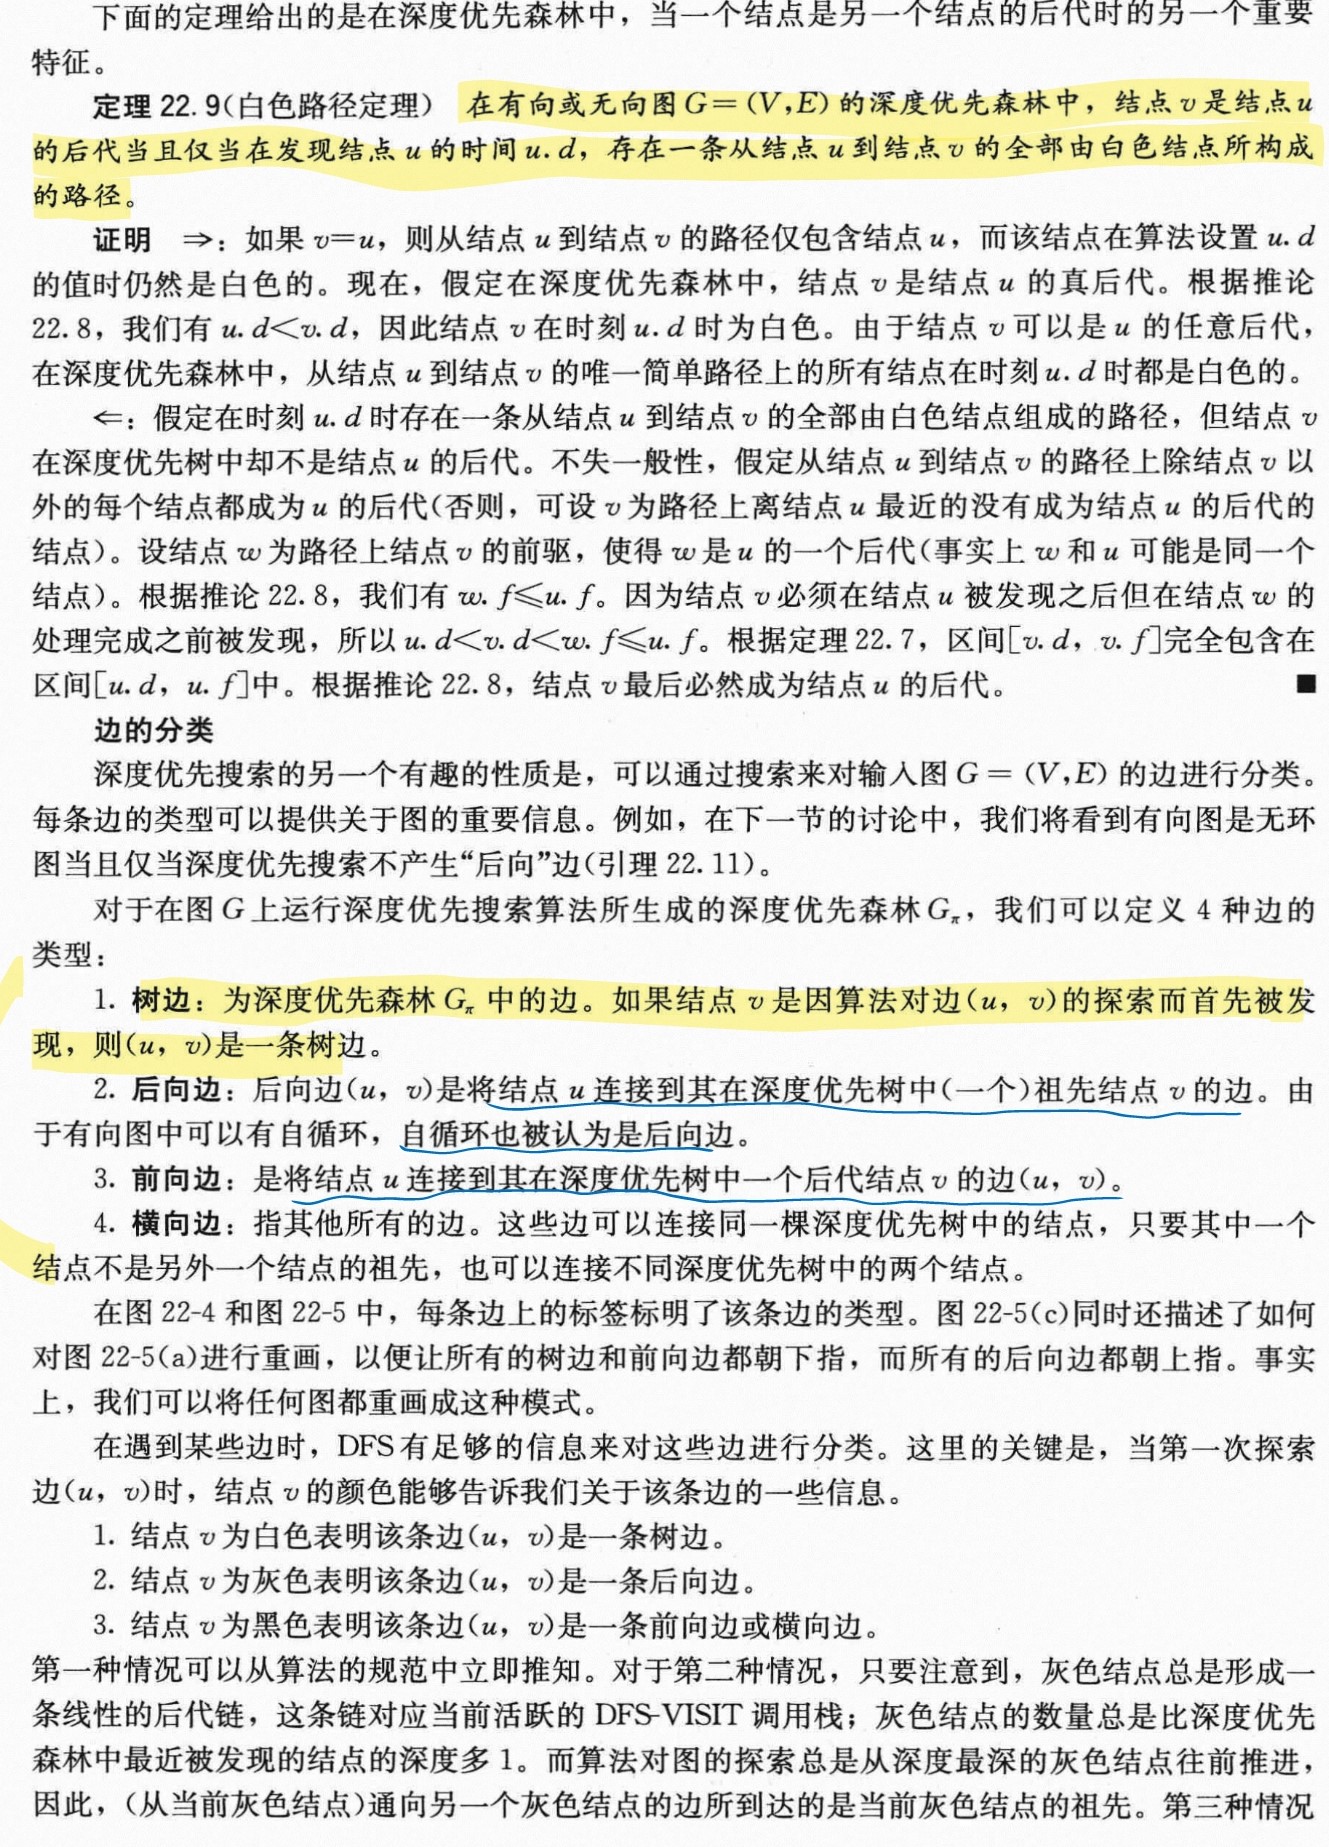 下面的定理给出的是在深度优先森林中，当一个结点是另一个结点的后代时的另一个重要
特征。
定理 22.9(白色路径定理) 在有向或无向图 G=(V,E) 的深度优先森林中，结点 v 是结点 u
的后代当且仅当在发现结点 u 的时间 u.d，存在一条从结点 u 到结点 v 的全部由白色结点所构成
的路径。
证明 ⇒：如果 v=u，则从结点 u 到结点 v 的路径仅包含结点 u，而该结点在算法设置 u.d
的值时仍然是白色的。现在，假定在深度优先森林中，结点 v 是结点 u 的真后代。根据推论
22.8，我们有 u.d<v.d，因此结点 v 在时刻 u.d 时为白色。由于结点 v 可以是 u 的任意后代，
在深度优先森林中，从结点 u 到结点 v 的唯一简单路径上的所有结点在时刻 u.d 时都是白色的。
⇐：假定在时刻 u.d 时存在一条从结点 u 到结点 v 的全部由白色结点组成的路径，但结点 v
在深度优先树中却不是结点 u 的后代。不失一般性，假定从结点 u 到结点 v 的路径上除结点 v 以
外的每个结点都成为 u 的后代(否则，可设 v 为路径上离结点 u 最近的没有成为结点 u 的后代的
结点)。设结点 w 为路径上结点 v 的前驱，使得 w 是 u 的一个后代(事实上 w 和 u 可能是同一个
结点)。根据推论 22.8，我们有 w.f≤u.f。因为结点 v 必须在结点 u 被发现之后但在结点 w 的
处理完成之前被发现，所以 u.d<v.d<w.f≤u.f。根据定理 22.7，区间[v.d，v.f]完全包含在
区间[u.d，u.f]中。根据推论 22.8，结点 v 最后必然成为结点 u 的后代。 ■
边的分类
深度优先搜索的另一个有趣的性质是，可以通过搜索来对输入图 G=(V,E) 的边进行分类。
每条边的类型可以提供关于图的重要信息。例如，在下一节的讨论中，我们将看到有向图是无环
图当且仅当深度优先搜索不产生“后向”边(引理 22.11)。
对于在图 G 上运行深度优先搜索算法所生成的深度优先森林 Gπ，我们可以定义 4 种边的
类型：
1. 树边：为深度优先森林 Gπ 中的边。如果结点 v 是因算法对边(u，v)的探索而首先被发
现，则(u，v)是一条树边。
2. 后向边：后向边(u，v)是将结点 u 连接到其在深度优先树中(一个)祖先结点 v 的边。由
于有向图中可以有自循环，自循环也被认为是后向边。
3. 前向边：是将结点 u 连接到其在深度优先树中一个后代结点 v 的边(u，v)。
4. 横向边：指其他所有的边。这些边可以连接同一棵深度优先树中的结点，只要其中一个
结点不是另外一个结点的祖先，也可以连接不同深度优先树中的两个结点。
在图 22-4 和图 22-5 中，每条边上的标签标明了该条边的类型。图 22-5(c)同时还描述了如何
对图 22-5(a)进行重画，以便让所有的树边和前向边都朝下指，而所有的后向边都朝上指。事实
上，我们可以将任何图都重画成这种模式。
在遇到某些边时，DFS 有足够的信息来对这些边进行分类。这里的关键是，当第一次探索
边(u，v)时，结点 v 的颜色能够告诉我们关于该条边的一些信息。
1. 结点 v 为白色表明该条边(u，v)是一条树边。
2. 结点 v 为灰色表明该条边(u，v)是一条后向边。
3. 结点 v 为黑色表明该条边(u，v)是一条前向边或横向边。
第一种情况可以从算法的规范中立即推知。对于第二种情况，只要注意到，灰色结点总是形成一
条线性的后代链，这条链对应当前活跃的 DFS-VISIT 调用栈；灰色结点的数量总是比深度优先
森林中最近被发现的结点的深度多 1。而算法对图的探索总是从深度最深的灰色结点往前推进，
因此，(从当前灰色结点)通向另一个灰色结点的边所到达的是当前灰色结点的祖先。第三种情况